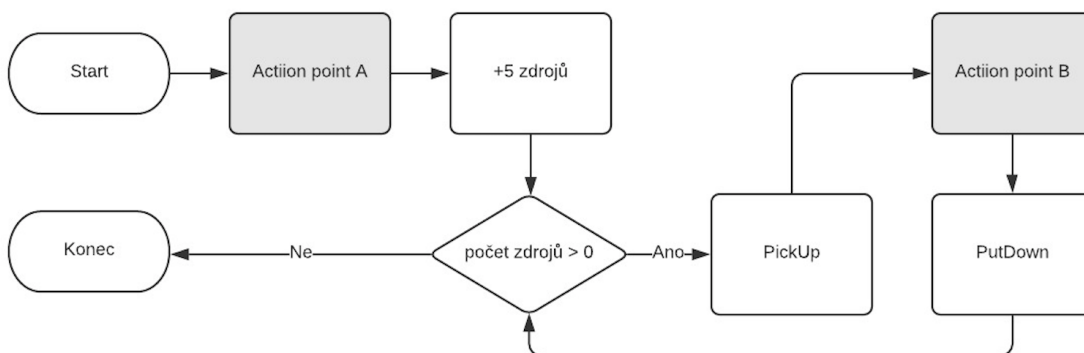 Start
Actiion point A
+5 zdrojů
Actiion point B
Konec
Ne
počet zdrojů > 0
Ano
PickUp
PutDown